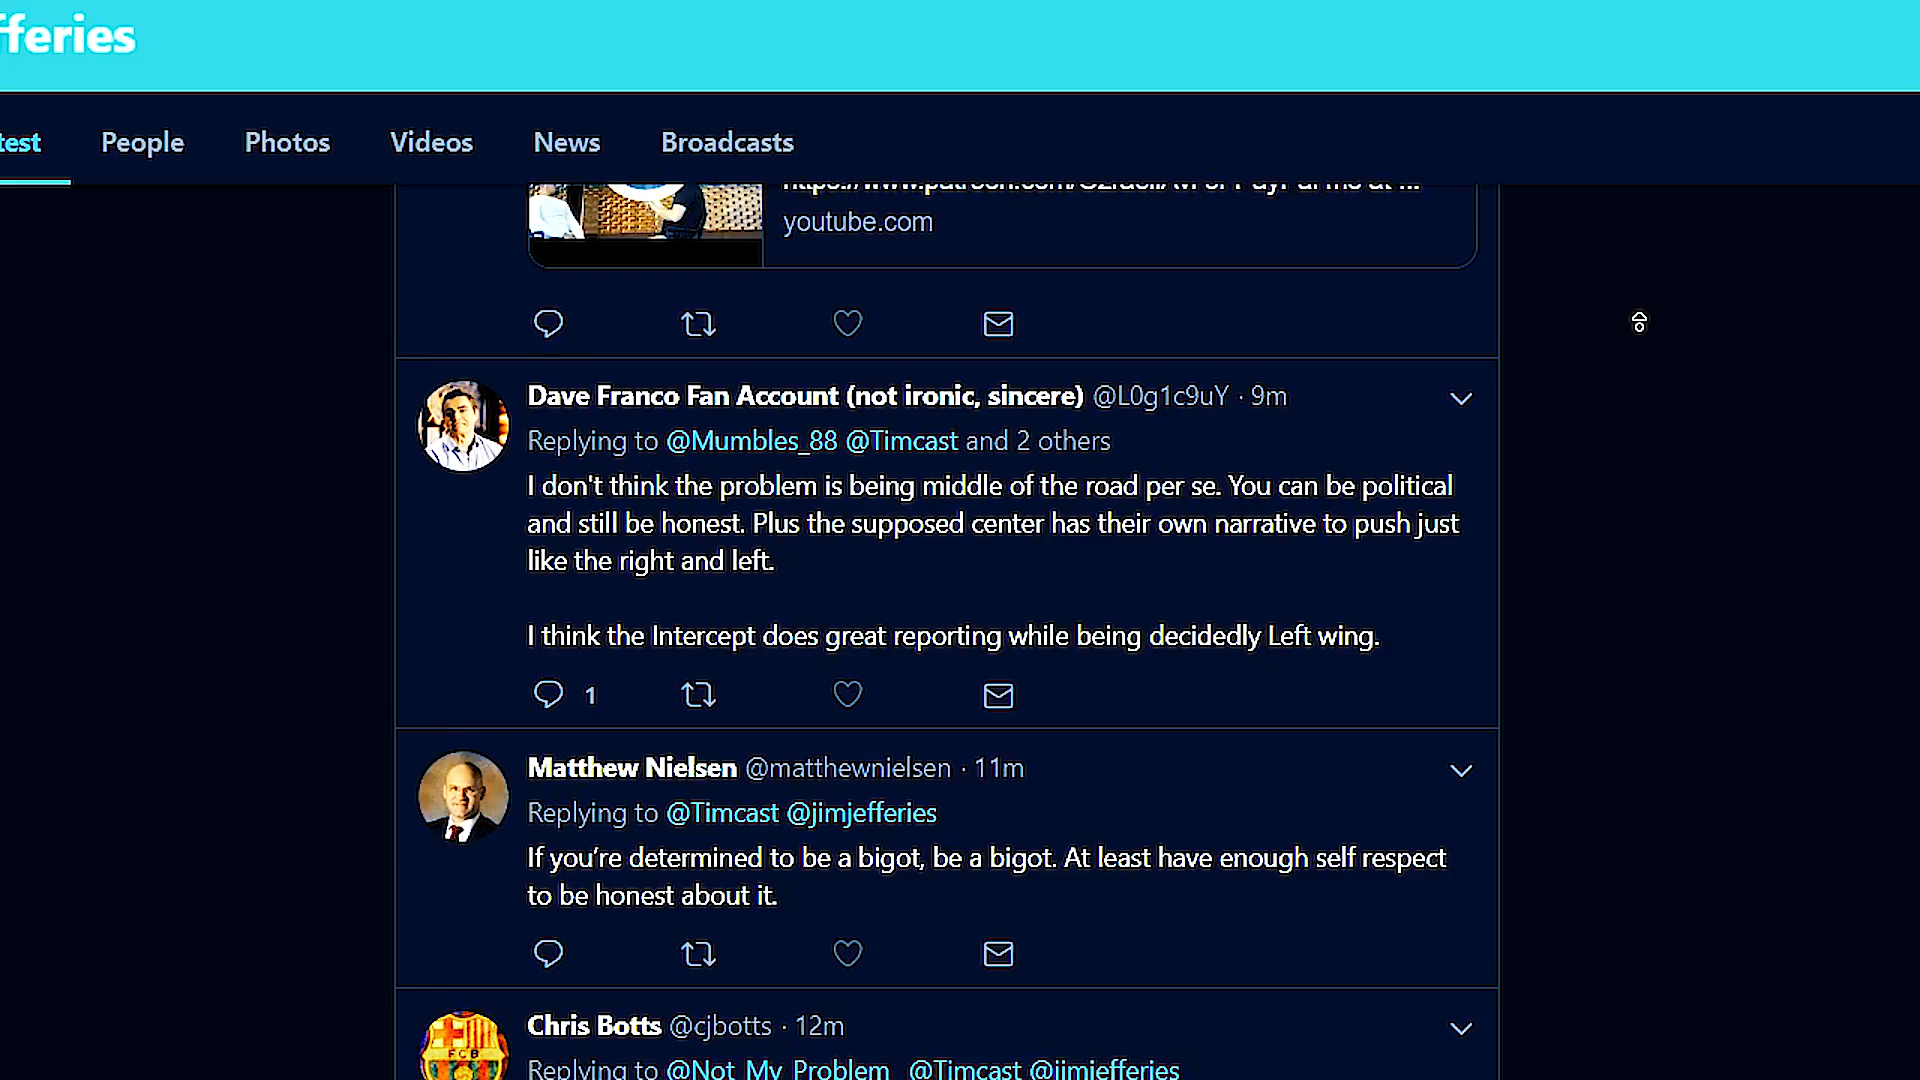 fferies
test People Photos Videos News Broadcasts
youtube.com
Dave Franco Fan Account (not ironic, sincere) @L0g1c9uY · 9m
Replying to @Mumbles_88 @Timcast and 2 others
I don't think the problem is being middle of the road per se. You can be political
and still be honest. Plus the supposed center has their own narrative to push just
like the right and left.
I think the Intercept does great reporting while being decidedly Left wing.
1
Matthew Nielsen @matthewnielsen · 11m
Replying to @Timcast @jimjefferies
If you’re determined to be a bigot, be a bigot. At least have enough self respect
to be honest about it.
Chris Botts @cjbotts · 12m
FCB
Replying to @Not_My_Problem_ @Timcast @jimjefferies